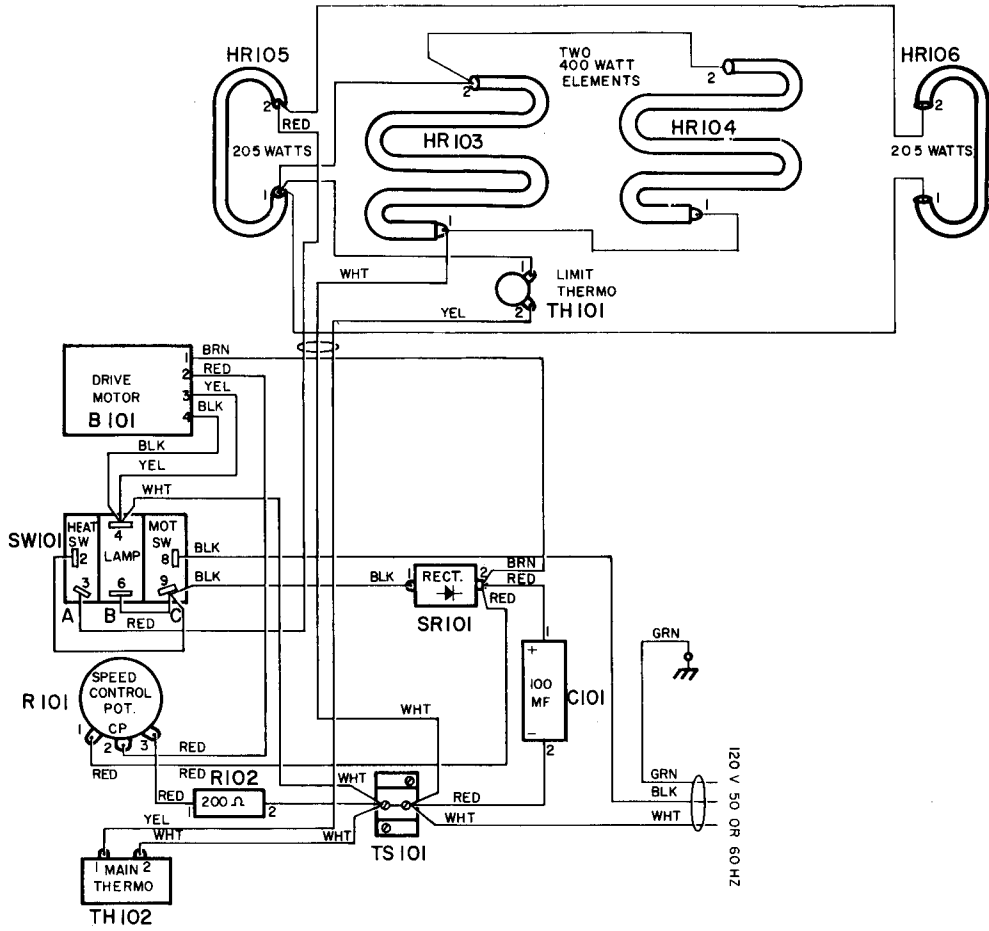 HR105
2
RED
205 WATTS
1
2
HR103
1
TWO
400 WATT
ELEMENTS
2
HR104
1
HR106
2
205 WATTS
1
WHT
1
LIMIT
THERMO
2
TH101
YEL
DRIVE
MOTOR
B101
1
2
3
4
BRN
RED
YEL
BLK
BLK
YEL
WHT
SW101
HEAT
SW
2
3
4
LAMP
6
MOT
SW
8
9
A
B
C
BLK
BLK
RED
BLK
1
RECT.
2
SR101
BRN
RED
RED
1
+
100
MF
-
2
C101
GRN
R101
SPEED
CONTROL
POT.
CP
1
2
3
RED
RED
RED
RED
R102
1
200 Ω
2
WHT
WHT
RED
WHT
TS101
GRN
BLK
WHT
120 V 50 OR 60 HZ
YEL
WHT
WHT
1
MAIN
2
THERMO
TH102